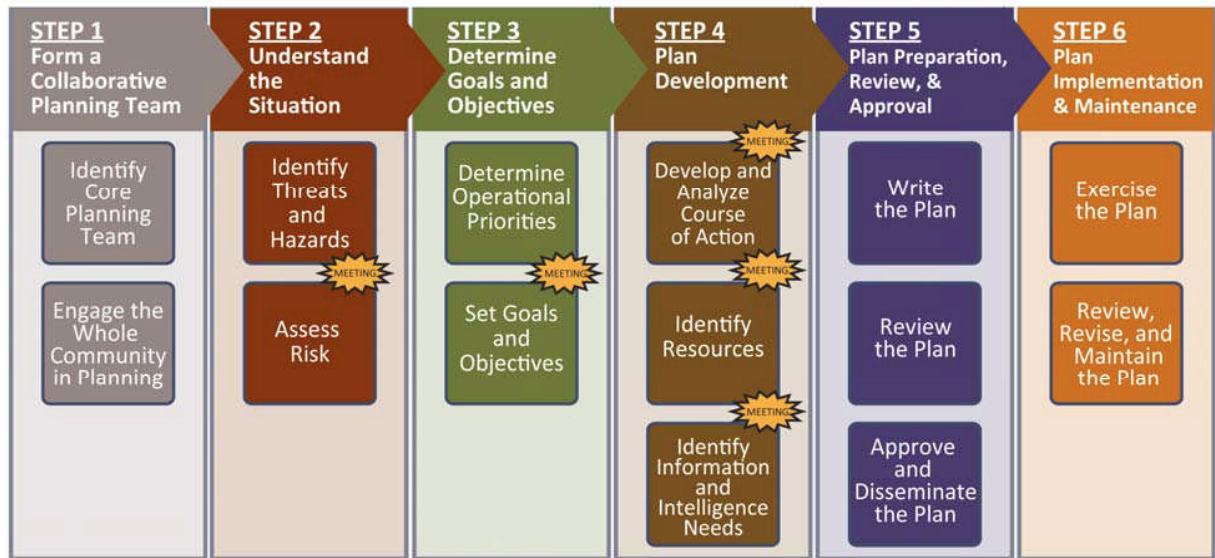 STEP 1
Form a
Collaborative
Planning Team
Identify
Core
Planning
Team
Engage the
Whole
Community
in Planning
STEP 2
Understand
the
Situation
Identify
Threats
and
Hazards
MEETING
Assess
Risk
STEP 3
Determine
Goals and
Objectives
Determine
Operational
Priorities
MEETING
Set Goals
and
Objectives
STEP 4
Plan
Development
MEETING
Develop and
Analyze
Course
of Action
MEETING
Identify
Resources
MEETING
Identify
Information
and
Intelligence
Needs
STEP 5
Plan Preparation,
Review, &
Approval
Write
the Plan
Review
the Plan
Approve
and
Disseminate
the Plan
STEP 6
Plan
Implementation
& Maintenance
Exercise
the Plan
Review,
Revise, and
Maintain
the Plan